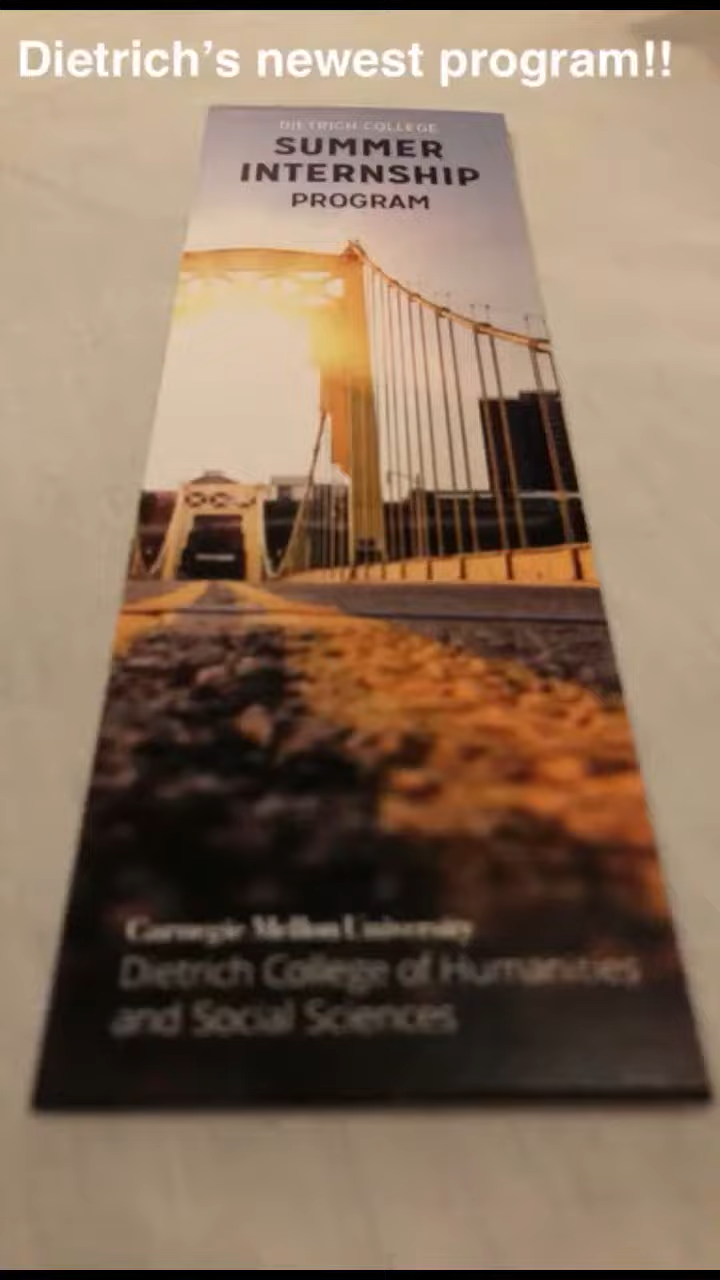 Dietrich’s newest program!!
DIETRICH COLLEGE
SUMMER
INTERNSHIP
PROGRAM
Carnegie Mellon University
Dietrich College of Humanities
and Social Sciences